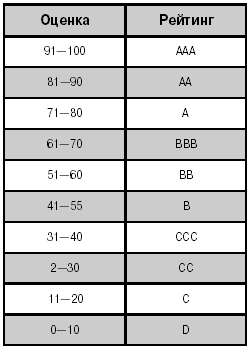 Оценка Рейтинг
91—100 AAA
81—90 AA
71—80 A
61—70 BBB
51—60 BB
41—55 B
31—40 CCC
2—30 CC
11—20 C
0—10 D